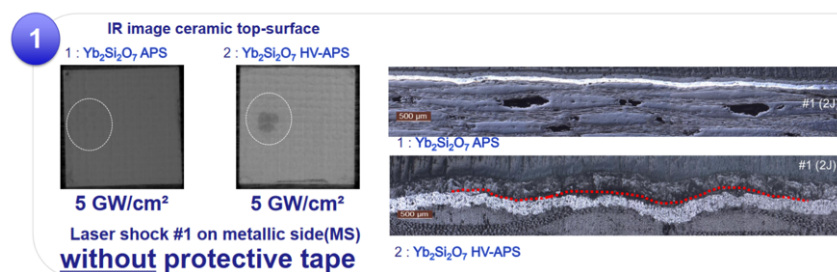 1
IR image ceramic top-surface
1 : Yb₂Si₂O₇ APS
2 : Yb₂Si₂O₇ HV-APS
5 GW/cm²
5 GW/cm²
Laser shock #1 on metallic side(MS)
without protective tape
#1 (2J)
500 µm
1 : Yb₂Si₂O₇ APS
#1 (2J)
500 µm
2 : Yb₂Si₂O₇ HV-APS